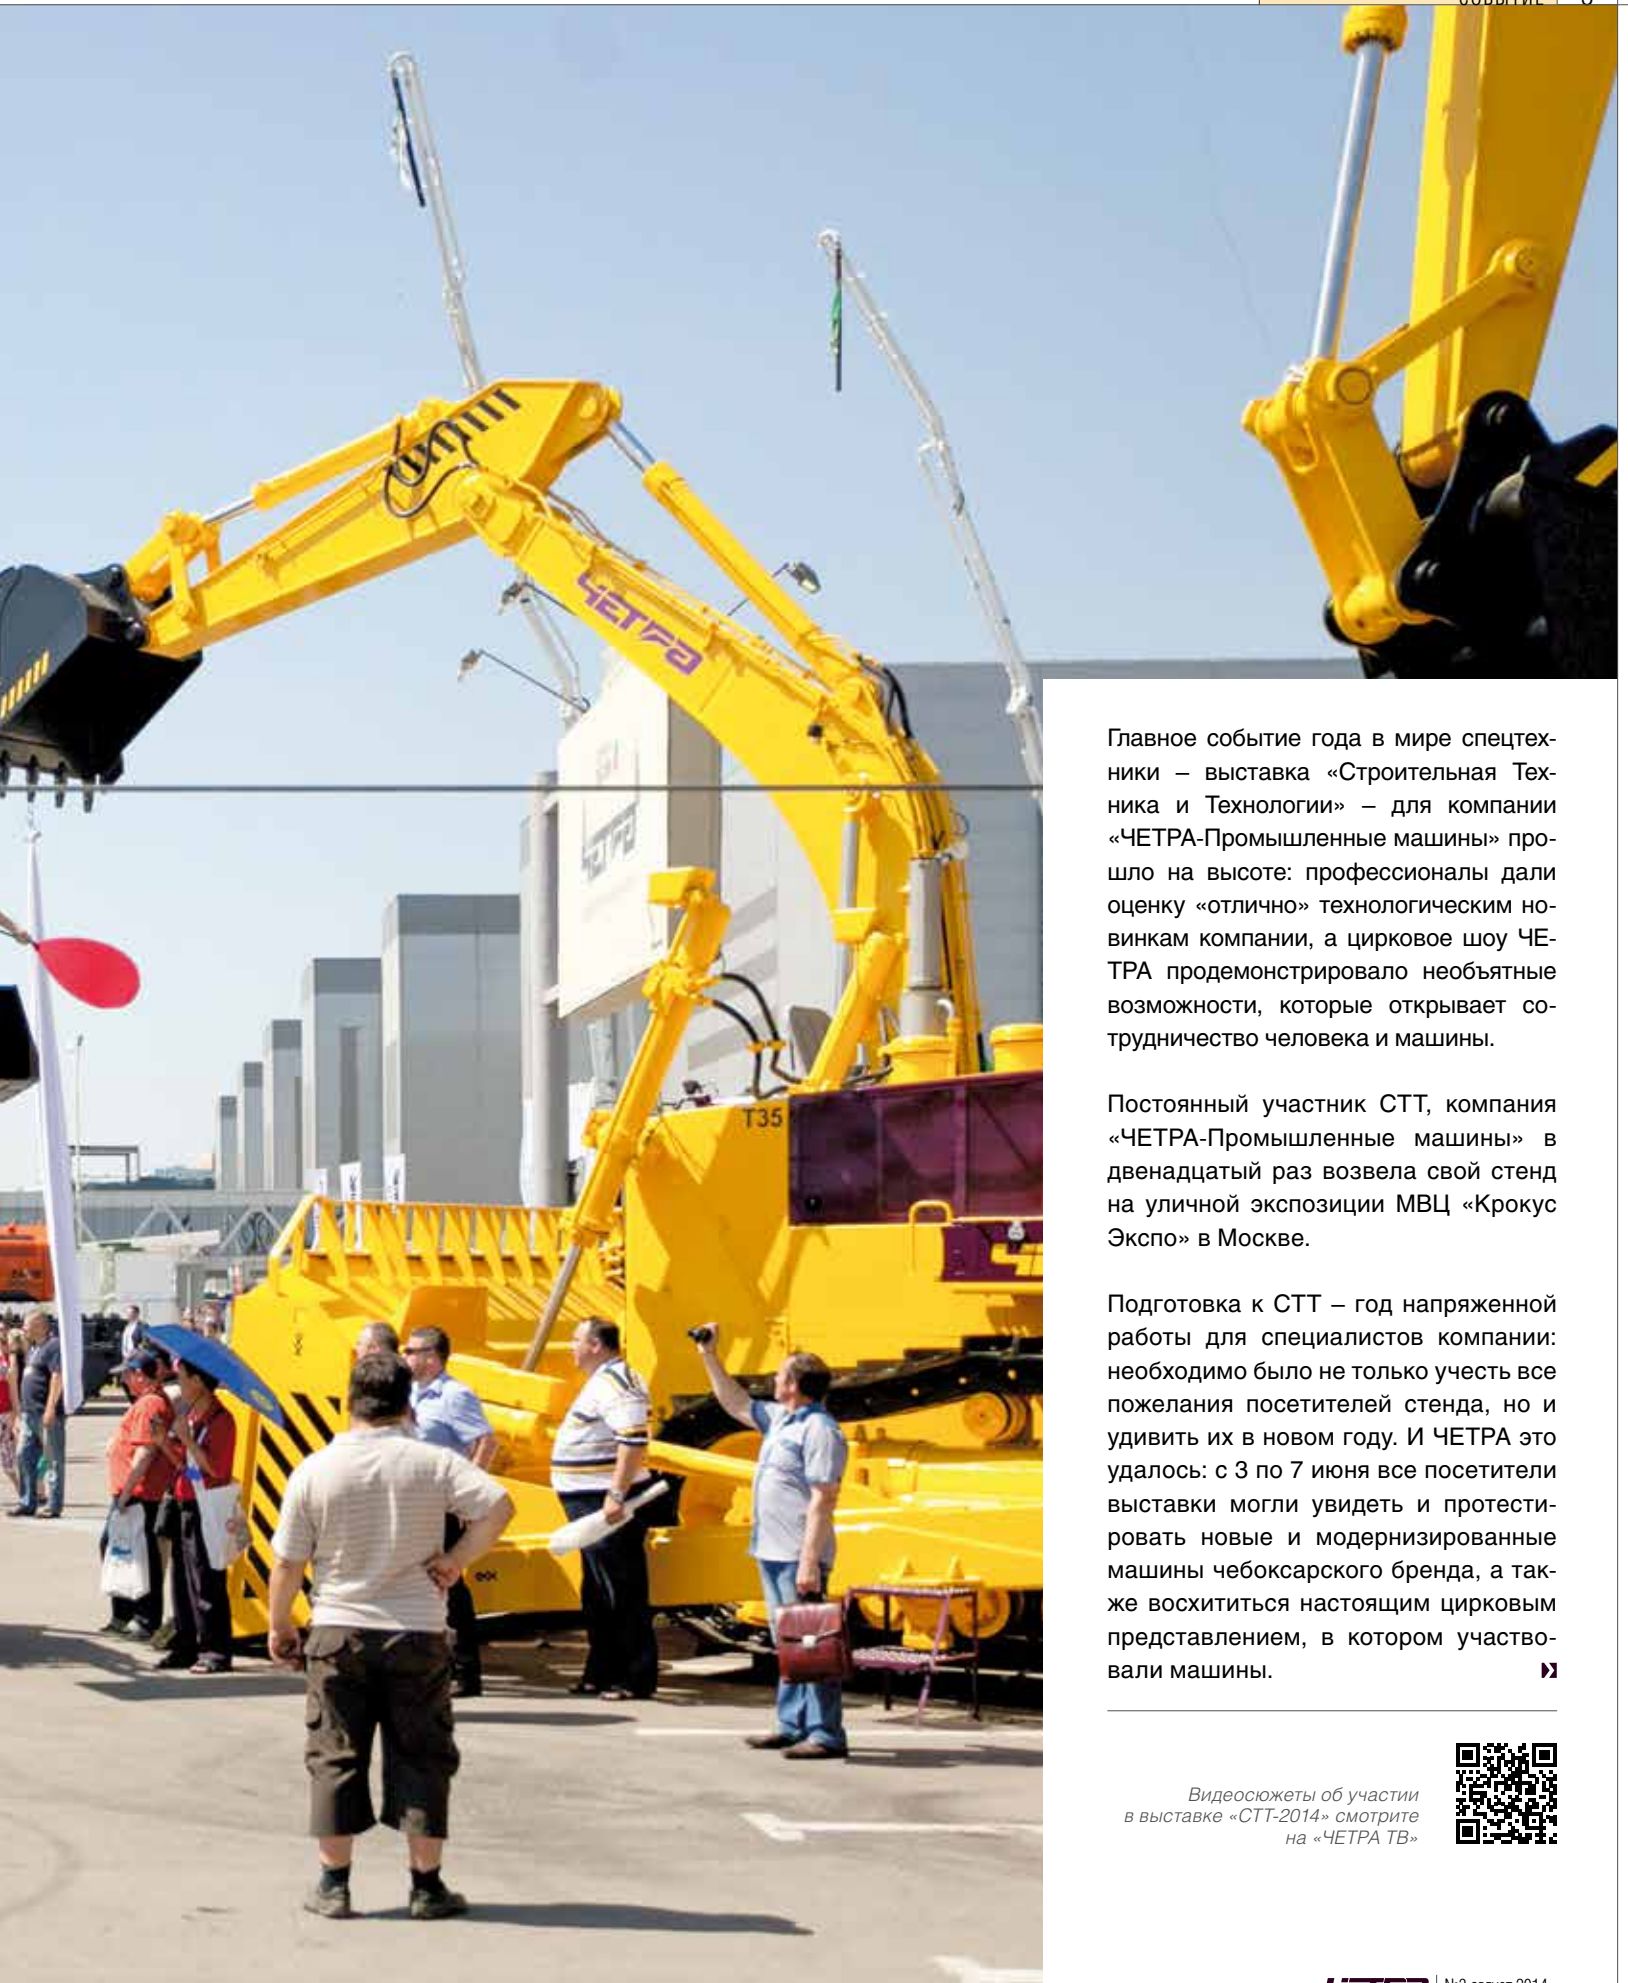 ЧЕТРА
ЧЕТРА
T35
Главное событие года в мире спецтех-
ники – выставка «Строительная Тех-
ника и Технологии» – для компании
«ЧЕТРА-Промышленные машины» про-
шло на высоте: профессионалы дали
оценку «отлично» технологическим но-
винкам компании, а цирковое шоу ЧЕ-
ТРА продемонстрировало необъятные
возможности, которые открывает со-
трудничество человека и машины.
Постоянный участник СТТ, компания
«ЧЕТРА-Промышленные машины» в
двенадцатый раз возвела свой стенд
на уличной экспозиции МВЦ «Крокус
Экспо» в Москве.
Подготовка к СТТ – год напряженной
работы для специалистов компании:
необходимо было не только учесть все
пожелания посетителей стенда, но и
удивить их в новом году. И ЧЕТРА это
удалось: с 3 по 7 июня все посетители
выставки могли увидеть и протести-
ровать новые и модернизированные
машины чебоксарского бренда, а так-
же восхититься настоящим цирковым
представлением, в котором участво-
вали машины.
Видеосюжеты об участии
в выставке «СТТ-2014» смотрите
на «ЧЕТРА ТВ»